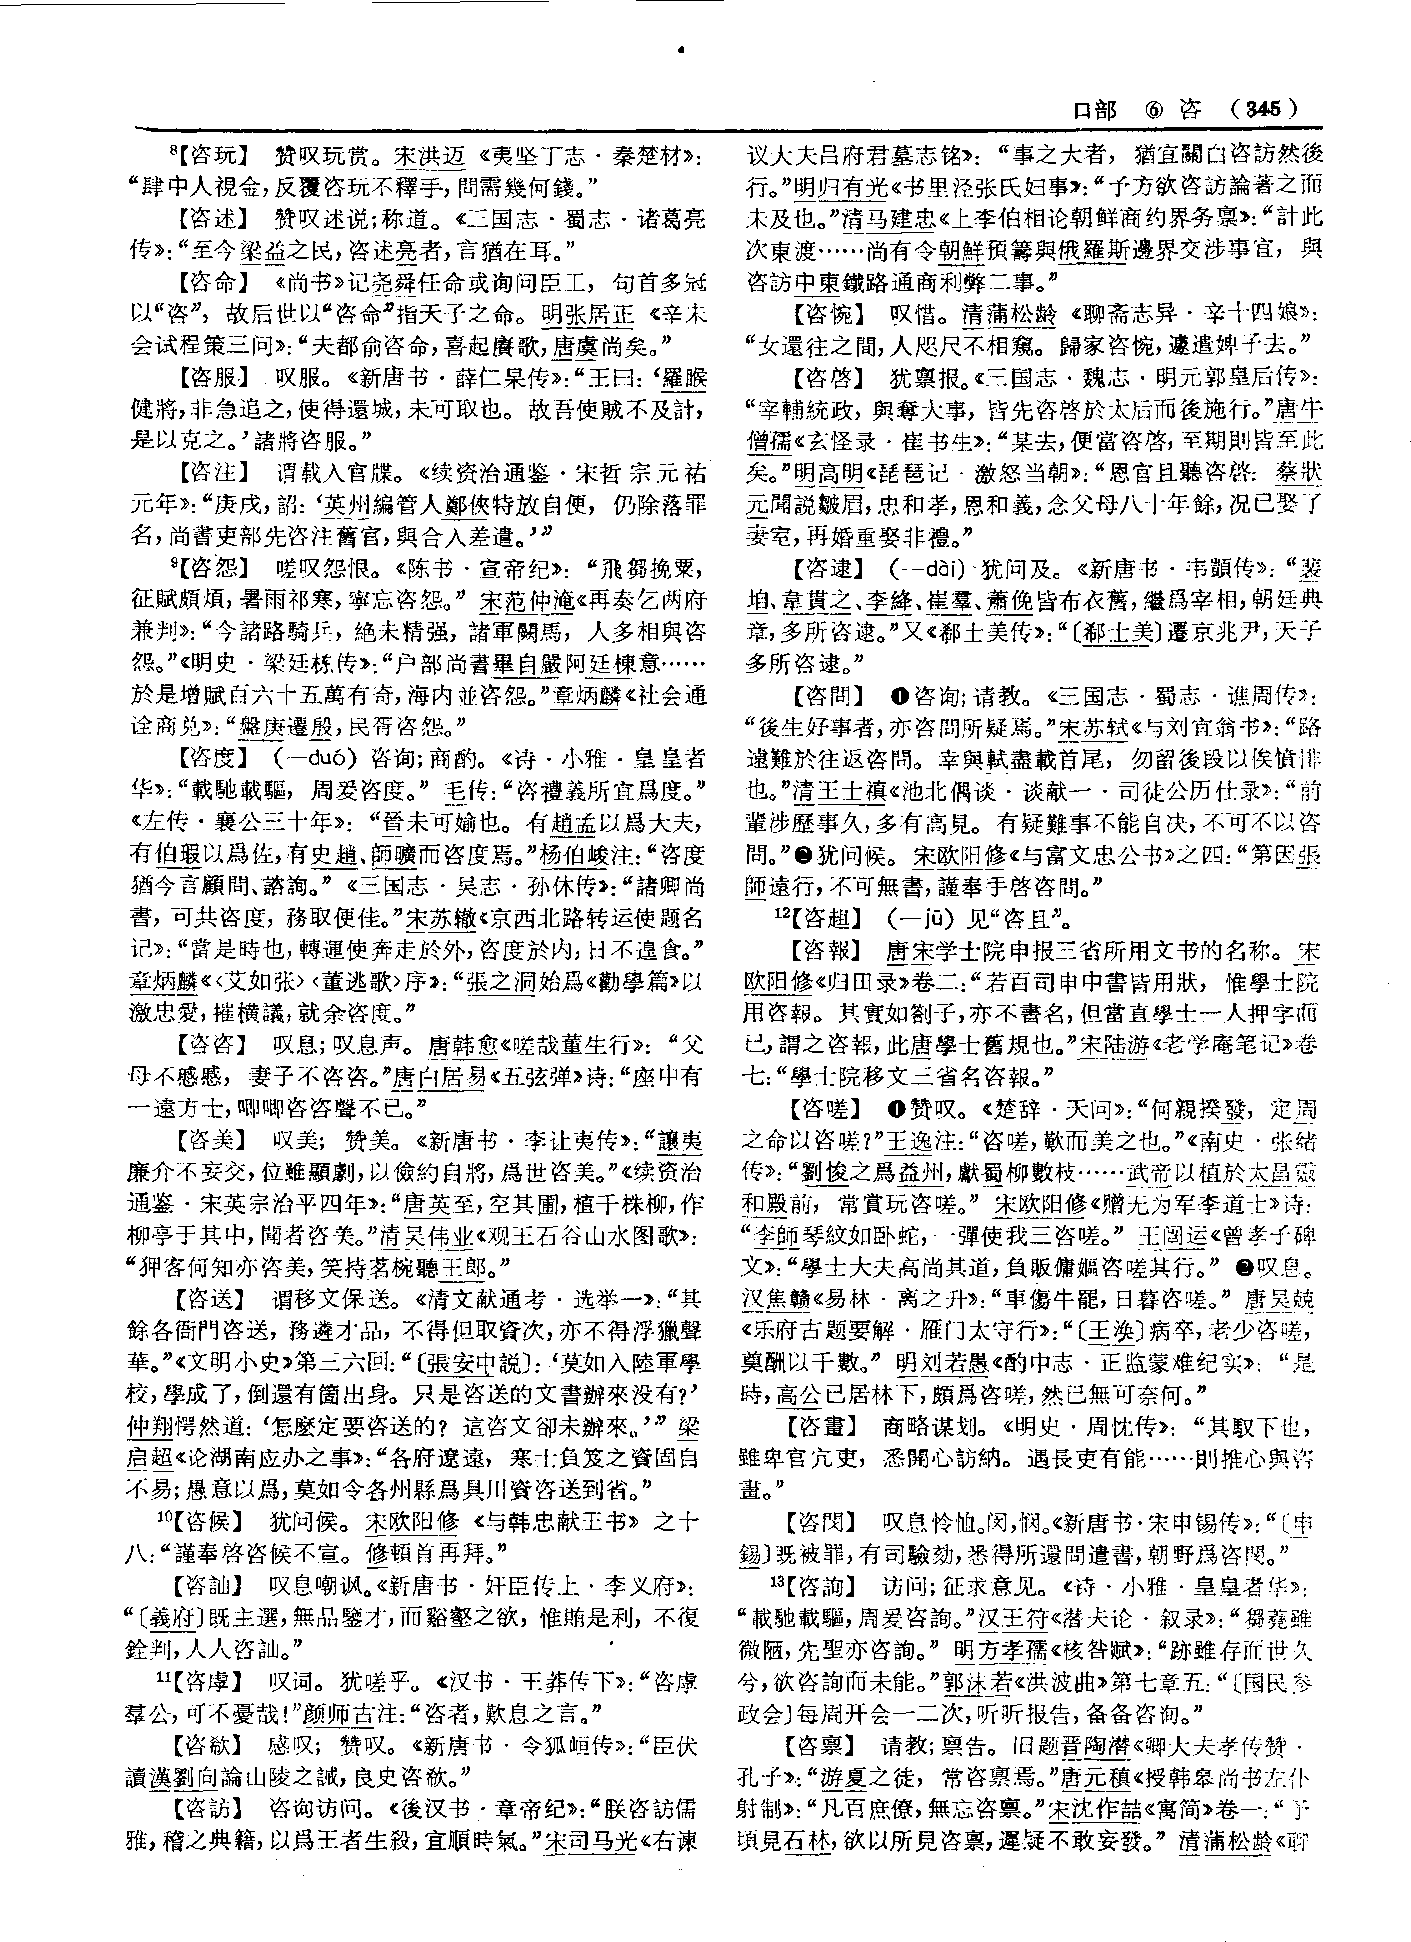 口部 ⑥ 咨 （345）
⁸【咨玩】 赞叹玩赏。宋洪迈《夷坚丁志·秦楚材》：
“肆中人視金，反覆咨玩不釋手，問需幾何錢。”
【咨述】 赞叹述说；称道。《三国志·蜀志·诸葛亮
传》：“至今梁益之民，咨述亮者，言猶在耳。”
【咨命】 《尚书》记尧舜任命或询问臣工，句首多冠
以“咨”，故后世以“咨命”指天子之命。明张居正《辛未
会试程策三问》：“夫都俞咨命，喜起賡歌，唐虞尚矣。”
【咨服】 叹服。《新唐书·薛仁杲传》：“王曰：‘羅睺
健將，非急追之，使得還城，未可取也。故吾使賊不及計，
是以克之。’諸將咨服。”
【咨注】 谓载入官牒。《续资治通鉴·宋哲宗元祐
元年》：“庚戌，詔：‘英州編管人鄭俠特放自便，仍除落罪
名，尚書吏部先咨注舊官，與合入差遣。’”
⁹【咨怨】 嗟叹怨恨。《陈书·宣帝纪》：“飛芻挽粟，
征賦頗煩，暑雨祁寒，寧忘咨怨。”宋范仲淹《再奏乞两府
兼判》：“今諸路騎兵，絶未精强，諸軍闕馬，人多相與咨
怨。”《明史·梁廷栋传》：“户部尚書畢自嚴阿廷棟意……
於是增賦百六十五萬有奇，海内並咨怨。”章炳麟《社会通
诠商兑》：“盤庚遷殷，民胥咨怨。”
【咨度】 （—duó）咨询；商酌。《诗·小雅·皇皇者
华》：“載馳載驅，周爰咨度。”毛传：“咨禮義所宜爲度。”
《左传·襄公三十年》：“晉未可媮也。有趙孟以爲大夫，
有伯瑕以爲佐，有史趙、師曠而咨度焉。”杨伯峻注：“咨度
猶今言顧問、諮詢。”《三国志·吴志·孙休传》：“諸卿尚
書，可共咨度，務取便佳。”宋苏辙《京西北路转运使题名
记》：“當是時也，轉運使奔走於外，咨度於内，日不遑食。”
章炳麟《〈艾如张〉〈董逃歌〉序》：“張之洞始爲《勸學篇》以
激忠愛，摧横議，就余咨度。”
【咨咨】 叹息；叹息声。唐韩愈《嗟哉董生行》：“父
母不慼慼，妻子不咨咨。”唐白居易《五弦弹》诗：“座中有
一遠方士，唧唧咨咨聲不已。”
【咨美】 叹美；赞美。《新唐书·李让夷传》：“讓夷
廉介不妄交，位雖顯劇，以儉約自將，爲世咨美。”《续资治
通鉴·宋英宗治平四年》：“唐英至，空其圃，植千株柳，作
柳亭于其中，聞者咨美。”清吴伟业《观王石谷山水图歌》：
“狎客何知亦咨美，笑持茗椀聽王郎。”
【咨送】 谓移文保送。《清文献通考·选举一》：“其
餘各衙門咨送，務遴才品，不得但取資次，亦不得浮獵聲
華。”《文明小史》第三六回：“〔張安中説〕：‘莫如入陸軍學
校，學成了，倒還有箇出身。只是咨送的文書辦來没有？’
仲翔愕然道：‘怎麽定要咨送的？這咨文卻未辦來。’”梁
启超《论湖南应办之事》：“各府遼遠，寒士負笈之資固自
不易；愚意以爲，莫如令各州縣爲具川資咨送到省。”
¹⁰【咨候】 犹问候。宋欧阳修《与韩忠献王书》之十
八：“謹奉啓咨候不宣。修頓首再拜。”
【咨訕】 叹息嘲讽。《新唐书·奸臣传上·李义府》：
“〔義府〕既主選，無品鑒才，而谿壑之欲，惟賄是利，不復
銓判，人人咨訕。”
¹¹【咨虖】 叹词。犹嗟乎。《汉书·王莽传下》：“咨虖
羣公，可不憂哉！”颜师古注：“咨者，歎息之言。”
【咨欷】 感叹；赞叹。《新唐书·令狐峘传》：“臣伏
讀漢劉向論山陵之誡，良史咨欷。”
【咨訪】 咨询访问。《後汉书·章帝纪》：“朕咨訪儒
雅，稽之典籍，以爲王者生殺，宜順時氣。”宋司马光《右谏
议大夫吕府君墓志铭》：“事之大者，猶宜關白咨訪然後
行。”明归有光《书里泾张氏妇事》：“予方欲咨訪論著之而
未及也。”清马建忠《上李伯相论朝鲜商约界务禀》：“計此
次東渡……尚有令朝鮮預籌與俄羅斯邊界交涉事宜，與
咨訪中東鐵路通商利弊二事。”
【咨惋】 叹惜。清蒲松龄《聊斋志异·辛十四娘》：
“女還往之間，人咫尺不相窺。歸家咨惋，遽遣婢子去。”
【咨啓】 犹禀报。《三国志·魏志·明元郭皇后传》：
“宰輔統政，與奪大事，皆先咨啓於太后而後施行。”唐牛
僧孺《玄怪录·崔书生》：“某去，便當咨啓，至期則皆至此
矣。”明高明《琵琶记·激怒当朝》：“恩官且聽咨啓：蔡狀
元聞説皺眉，忠和孝，恩和義，念父母八十年餘，况已娶了
妻室，再婚重娶非禮。”
【咨逮】 （—dài）犹问及。《新唐书·韦顗传》：“裴
垍、韋貫之、李絳、崔羣、蕭俛皆布衣舊，繼爲宰相，朝廷典
章，多所咨逮。”又《郗士美传》：“〔郗士美〕遷京兆尹，天子
多所咨逮。”
【咨問】 ❶咨询；请教。《三国志·蜀志·谯周传》：
“後生好事者，亦咨問所疑焉。”宋苏轼《与刘宜翁书》：“路
遠難於往返咨問。幸與軾盡載首尾，勿留後段以俟憤悱
也。”清王士禛《池北偶谈·谈献一·司徒公历仕录》：“前
輩涉歷事久，多有高見。有疑難事不能自决，不可不以咨
問。”❷犹问候。宋欧阳修《与富文忠公书》之四：“第因張
師遠行，不可無書，謹奉手啓咨問。”
¹²【咨趄】 （—jū）见“咨且”。
【咨報】 唐宋学士院申报三省所用文书的名称。宋
欧阳修《归田录》卷二：“若百司申中書皆用狀，惟學士院
用咨報。其實如劄子，亦不書名，但當直學士一人押字而
已，謂之咨報，此唐學士舊規也。”宋陆游《老学庵笔记》卷
七：“學士院移文三省名咨報。”
【咨嗟】 ❶赞叹。《楚辞·天问》：“何親揆發，定周
之命以咨嗟？”王逸注：“咨嗟，歎而美之也。”《南史·张绪
传》：“劉悛之爲益州，獻蜀柳數枝……武帝以植於太昌靈
和殿前，常賞玩咨嗟。”宋欧阳修《赠无为军李道士》诗：
“李師琴紋如卧蛇，一彈使我三咨嗟。”王闿运《曾孝子碑
文》：“學士大夫高尚其道，負販傭嫗咨嗟其行。”❷叹息。
汉焦赣《易林·离之升》：“車傷牛罷，日暮咨嗟。”唐吴兢
《乐府古题要解·雁门太守行》：“〔王涣〕病卒，老少咨嗟，
奠酬以千數。”明刘若愚《酌中志·正监蒙难纪实》：“是
時，高公已居林下，頗爲咨嗟，然已無可奈何。”
【咨畫】 商略谋划。《明史·周忱传》：“其馭下也，
雖卑官宂吏，悉開心訪納。遇長吏有能……則推心與咨
畫。”
【咨閔】 叹息怜恤。闵，悯。《新唐书·宋申锡传》：“〔申
錫〕既被罪，有司驗劾，悉得所還問遺書，朝野爲咨閔。”
¹³【咨詢】 访问；征求意见。《诗·小雅·皇皇者华》：
“載馳載驅，周爰咨詢。”汉王符《潜夫论·叙录》：“芻蕘雖
微陋，先聖亦咨詢。”明方孝孺《核咎赋》：“跡雖存而世久
兮，欲咨詢而未能。”郭沫若《洪波曲》第七章五：“〔国民参
政会〕每周开会一二次，听听报告，备备咨询。”
【咨禀】 请教；禀告。旧题晋陶潜《卿大夫孝传赞·
孔子》：“游夏之徒，常咨禀焉。”唐元稹《授韩皋尚书左仆
射制》：“凡百庶僚，無忘咨禀。”宋沈作喆《寓简》卷一：“予
頃見石林，欲以所見咨禀，遲疑不敢妄發。”清蒲松龄《聊